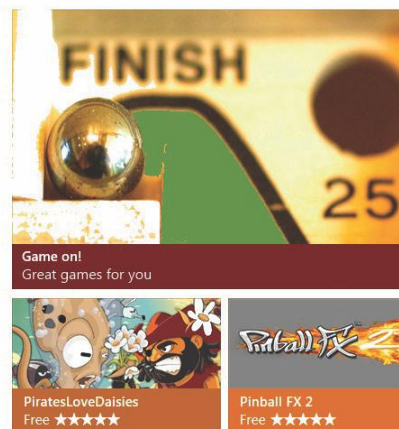 FINISH
25
Game on!
Great games for you
Pinball FX 2
PiratesLoveDaisies
Free ★★★★★
Pinball FX 2
Free ★★★★★